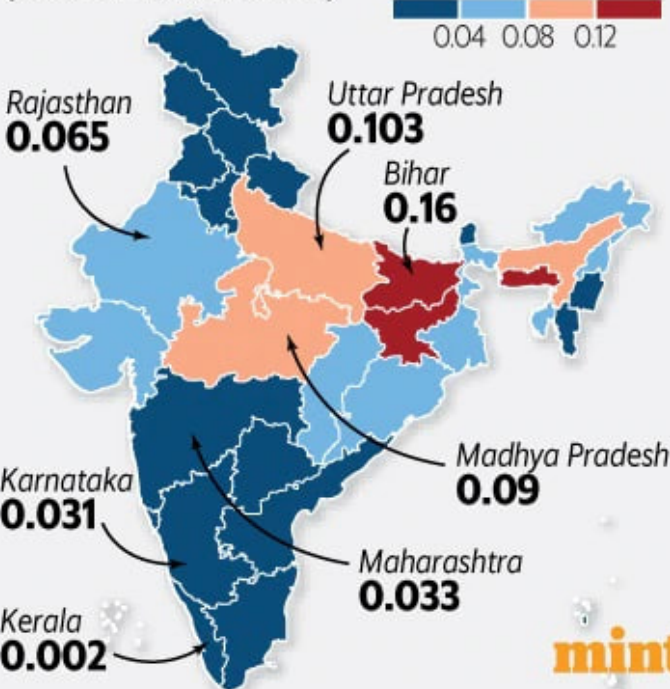 0.04 0.08 0.12
Rajasthan
0.065
Uttar Pradesh
0.103
Bihar
0.16
Madhya Pradesh
0.09
Karnataka
0.031
Maharashtra
0.033
Kerala
0.002
mint